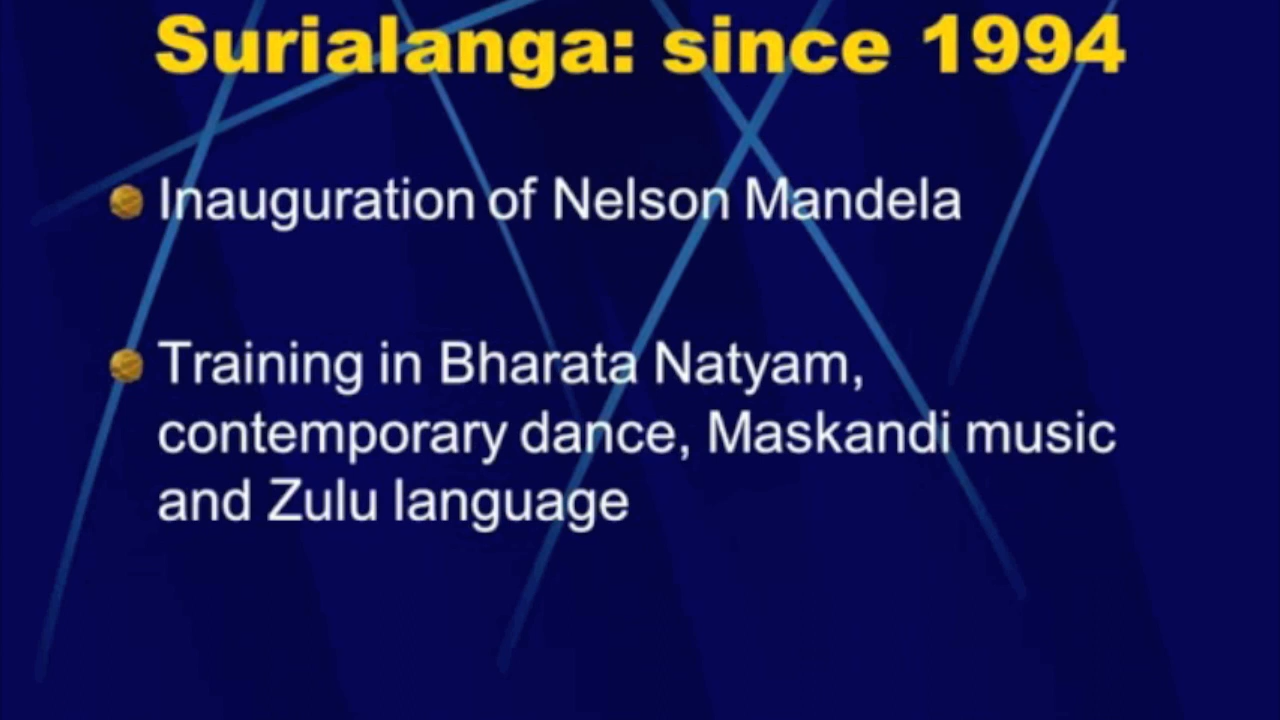 Surialanga: since 1994
Inauguration of Nelson Mandela
Training in Bharata Natyam,
contemporary dance, Maskandi music
and Zulu language